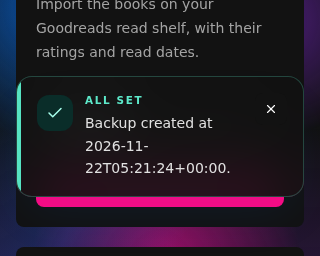 Import the books on your
Goodreads read shelf, with their
ratings and read dates.
ALL SET
Backup created at
2026-11-
22T05:21:24+00:00.